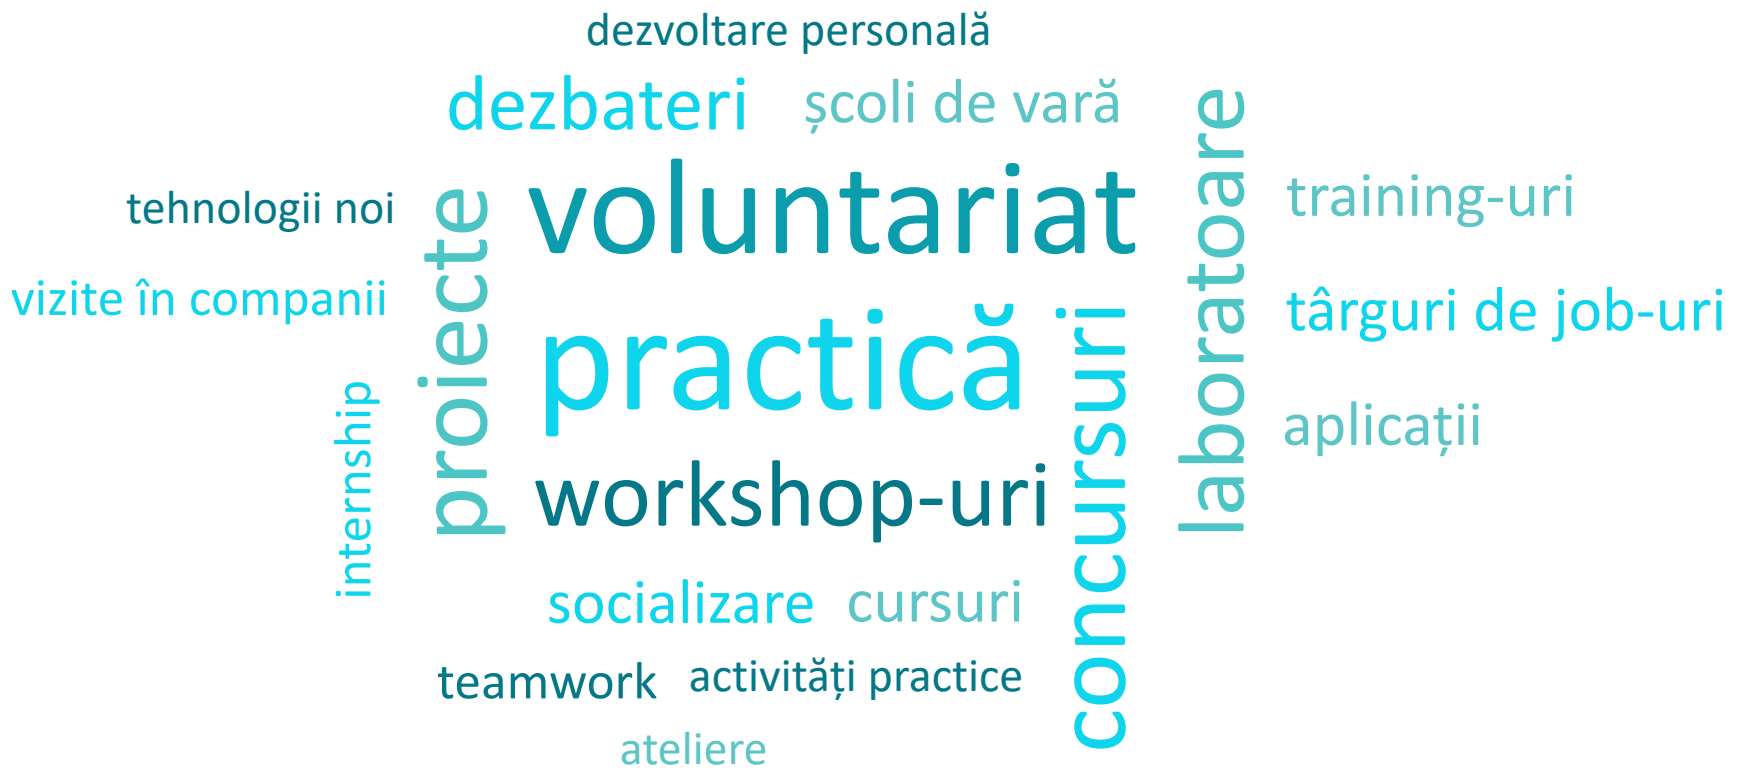 dezvoltare personală
dezbateri
școli de vară
voluntariat
laboratoare
training-uri
tehnologii noi
proiecte
vizite în companii
practică
concursuri
târguri de job-uri
internship
aplicații
workshop-uri
socializare
cursuri
teamwork
activități practice
ateliere